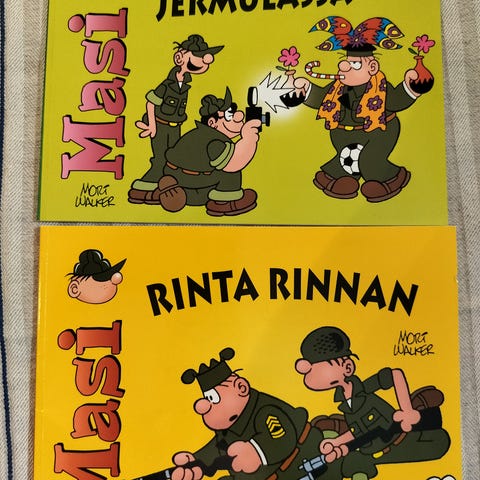 JERMULASSA
Masi
MORT
WALKER
RINTA RINNAN
Masi
MORT
WALKER